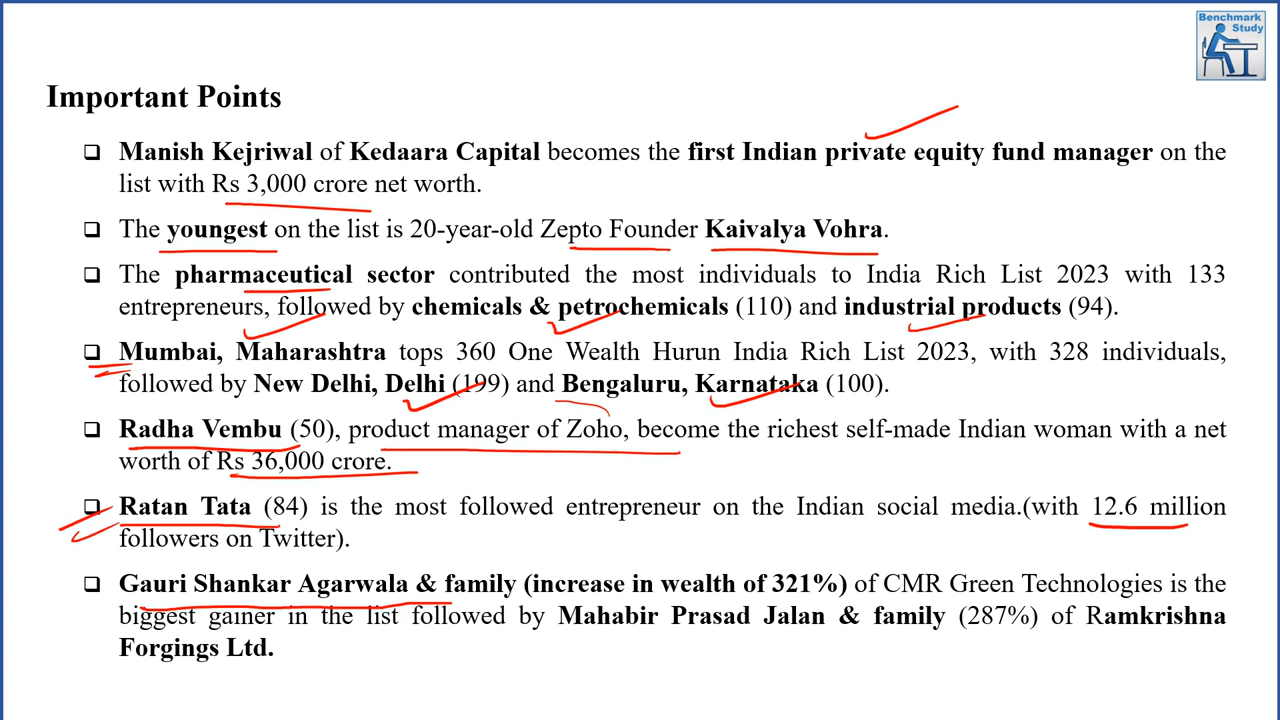 Benchmark
Study
Important Points
❑ Manish Kejriwal of Kedaara Capital becomes the first Indian private equity fund manager on the
list with Rs 3,000 crore net worth.
❑ The youngest on the list is 20-year-old Zepto Founder Kaivalya Vohra.
❑ The pharmaceutical sector contributed the most individuals to India Rich List 2023 with 133
entrepreneurs, followed by chemicals & petrochemicals (110) and industrial products (94).
❑ Mumbai, Maharashtra tops 360 One Wealth Hurun India Rich List 2023, with 328 individuals,
followed by New Delhi, Delhi (199) and Bengaluru, Karnataka (100).
❑ Radha Vembu (50), product manager of Zoho, become the richest self-made Indian woman with a net
worth of Rs 36,000 crore.
❑ Ratan Tata (84) is the most followed entrepreneur on the Indian social media.(with 12.6 million
followers on Twitter).
❑ Gauri Shankar Agarwala & family (increase in wealth of 321%) of CMR Green Technologies is the
biggest gainer in the list followed by Mahabir Prasad Jalan & family (287%) of Ramkrishna
Forgings Ltd.